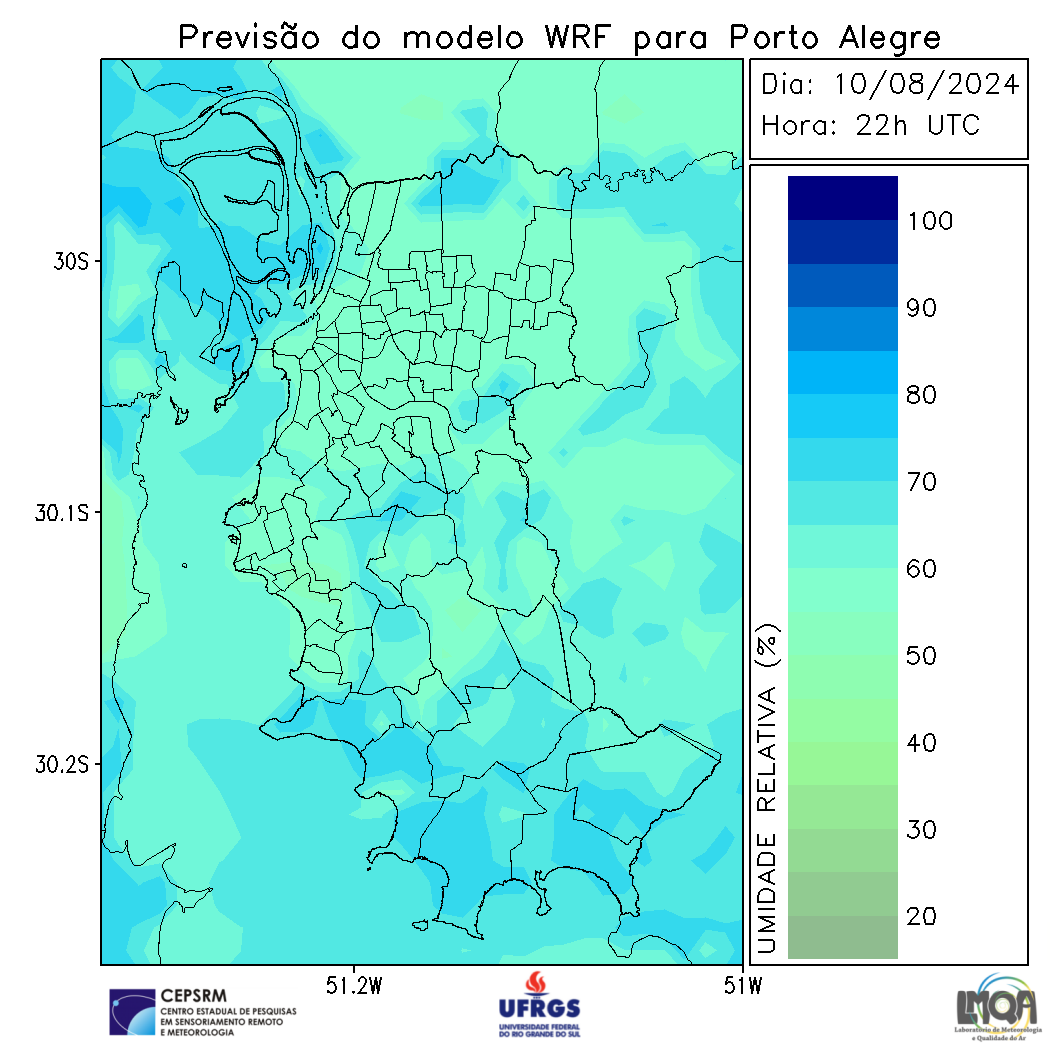 Previsão do modelo WRF para Porto Alegre
Dia: 10/08/2024
Hora: 22h UTC
30S
30.1S
30.2S
51.2W
51W
UMIDADE RELATIVA (%)
100
90
80
70
60
50
40
30
20
CEPSRM
CENTRO ESTADUAL DE PESQUISAS
EM SENSORIAMENTO REMOTO
E METEOROLOGIA
UFRGS
UNIVERSIDADE FEDERAL
DO RIO GRANDE DO SUL
LMQA
Laboratório de Meteorologia
e Qualidade do Ar